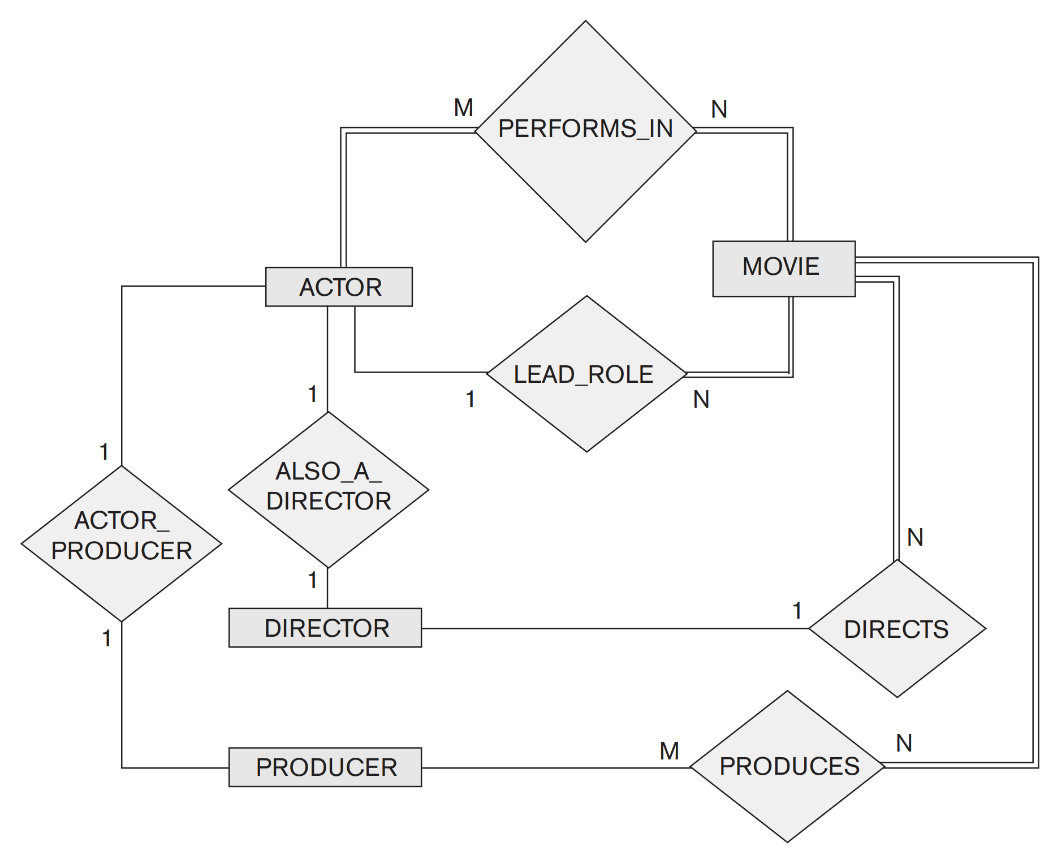 M
N
PERFORMS_IN
MOVIE
ACTOR
LEAD_ROLE
1
N
1
1
ALSO_A_
DIRECTOR
ACTOR_
PRODUCER
N
1
1
1
DIRECTOR
DIRECTS
M
N
PRODUCER
PRODUCES